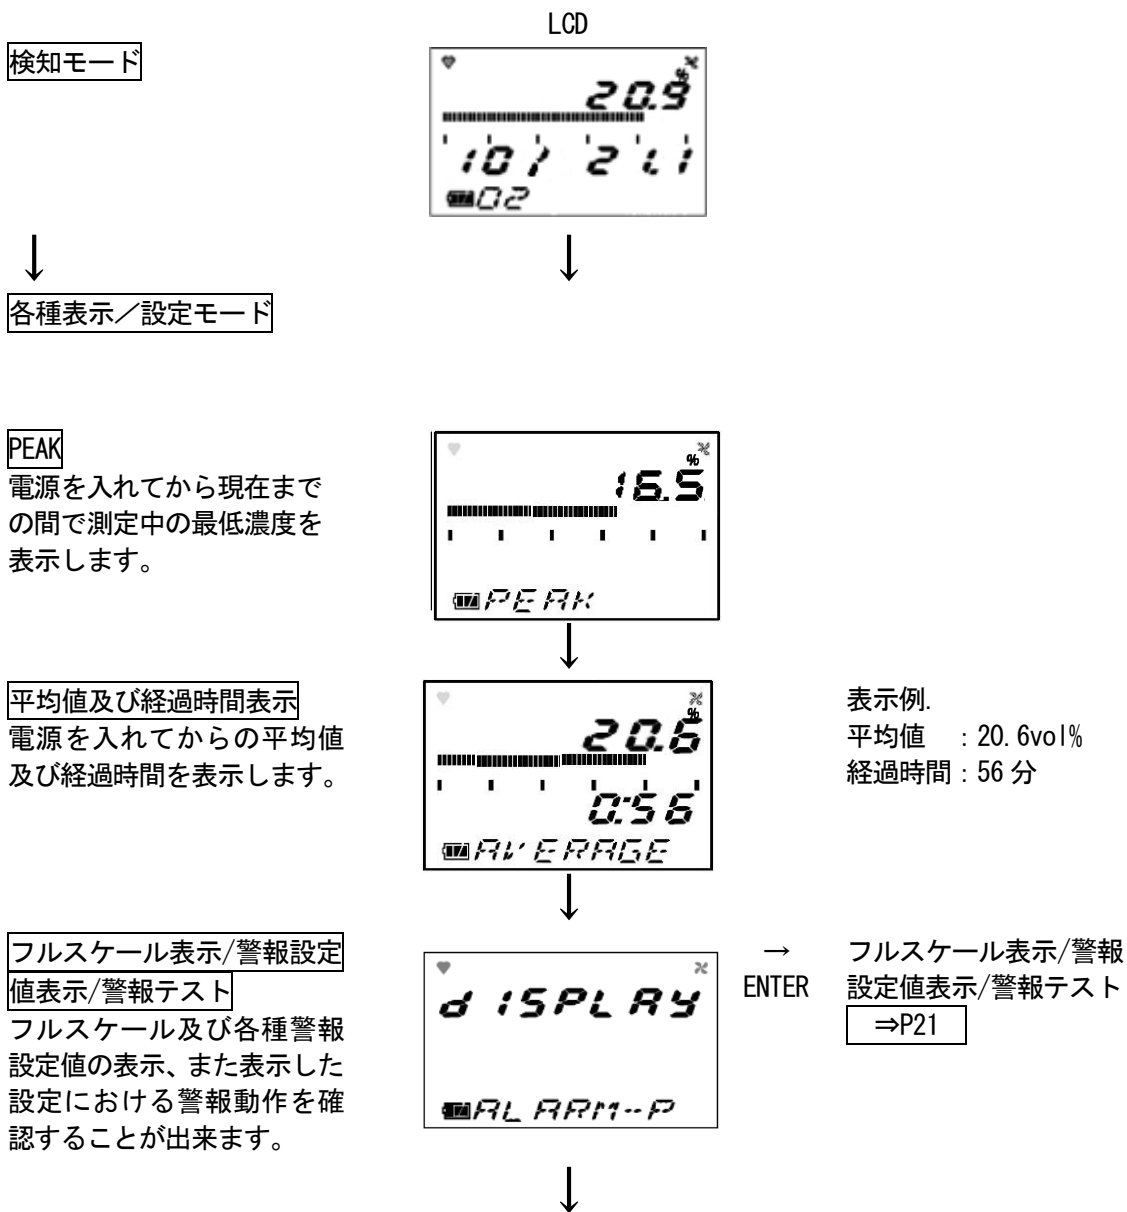 LCD
検知モード
20.9
%
10/ 21.1
O2
↓ ↓
各種表示／設定モード
PEAK
電源を入れてから現在まで
の間で測定中の最低濃度を
表示します。
%
16.5
PEAK
↓
平均値及び経過時間表示
電源を入れてからの平均値
及び経過時間を表示します。
%
20.6
0:56
AVERAGE
表示例.
平均値　：20.6vol%
経過時間：56 分
↓
フルスケール表示/警報設定
値表示/警報テスト
フルスケール及び各種警報
設定値の表示、また表示した
設定における警報動作を確
認することが出来ます。
dISPLAY
ALARM--P
→
ENTER
フルスケール表示/警報
設定値表示/警報テスト
⇒P21
↓